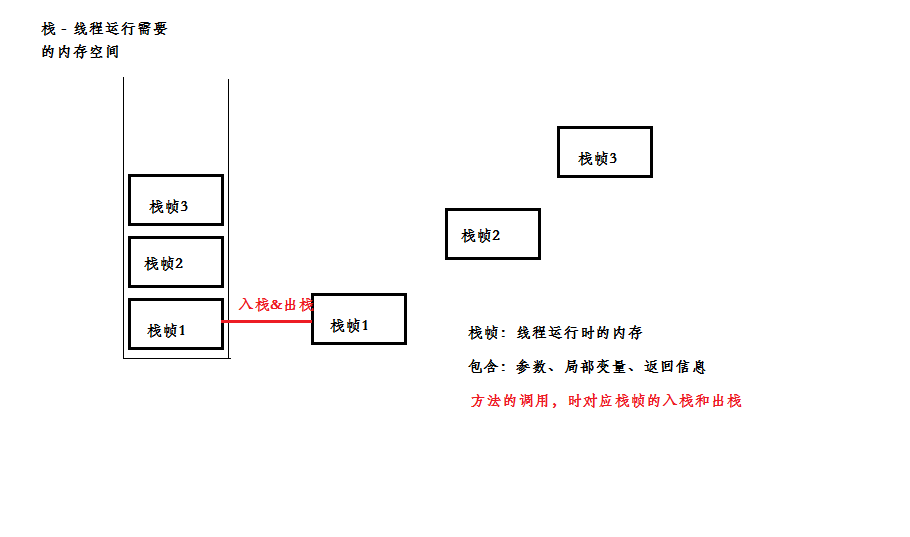 栈 - 线程运行需要
的内存空间
栈帧3
栈帧3
栈帧2
栈帧2
入栈&出栈
栈帧1
栈帧1
栈帧：线程运行时的内存
包含：参数、局部变量、返回信息
方法的调用，时对应栈帧的入栈和出栈